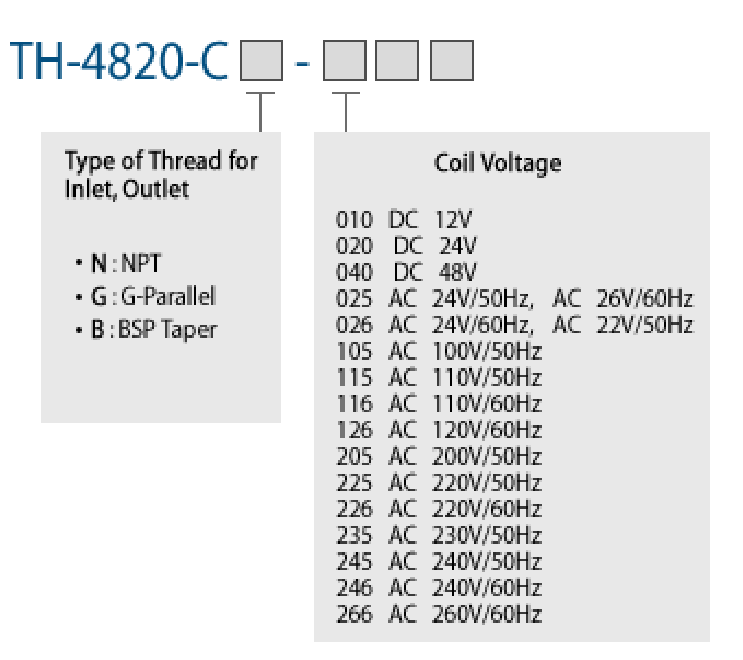 TH-4820-C -
Type of Thread for
Inlet, Outlet
• N : NPT
• G : G-Parallel
• B : BSP Taper
Coil Voltage
010 DC 12V
020 DC 24V
040 DC 48V
025 AC 24V/50Hz, AC 26V/60Hz
026 AC 24V/60Hz, AC 22V/50Hz
105 AC 100V/50Hz
115 AC 110V/50Hz
116 AC 110V/60Hz
126 AC 120V/60Hz
205 AC 200V/50Hz
225 AC 220V/50Hz
226 AC 220V/60Hz
235 AC 230V/50Hz
245 AC 240V/50Hz
246 AC 240V/60Hz
266 AC 260V/60Hz